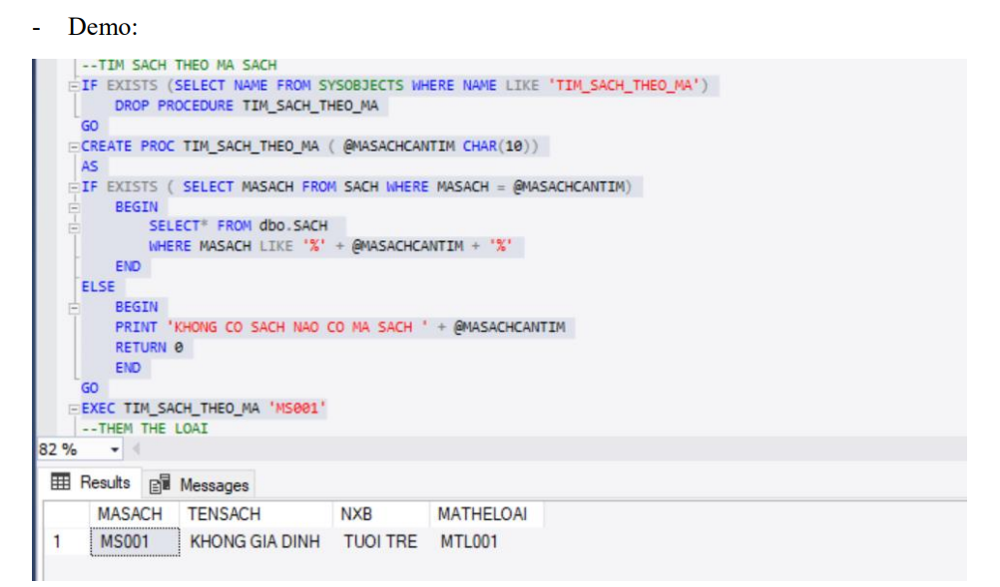 - Demo:
--TIM SACH THEO MA SACH
IF EXISTS (SELECT NAME FROM SYSOBJECTS WHERE NAME LIKE 'TIM_SACH_THEO_MA')
DROP PROCEDURE TIM_SACH_THEO_MA
GO
CREATE PROC TIM_SACH_THEO_MA ( @MASACHCANTIM CHAR(10))
AS
IF EXISTS ( SELECT MASACH FROM SACH WHERE MASACH = @MASACHCANTIM)
BEGIN
SELECT* FROM dbo.SACH
WHERE MASACH LIKE '%' + @MASACHCANTIM + '%'
END
ELSE
BEGIN
PRINT 'KHONG CO SACH NAO CO MA SACH ' + @MASACHCANTIM
RETURN 0
END
GO
EXEC TIM_SACH_THEO_MA 'MS001'
--THEM THE LOAI
82 %
Results Messages
MASACH TENSACH NXB MATHELOAI
1 MS001 KHONG GIA DINH TUOI TRE MTL001